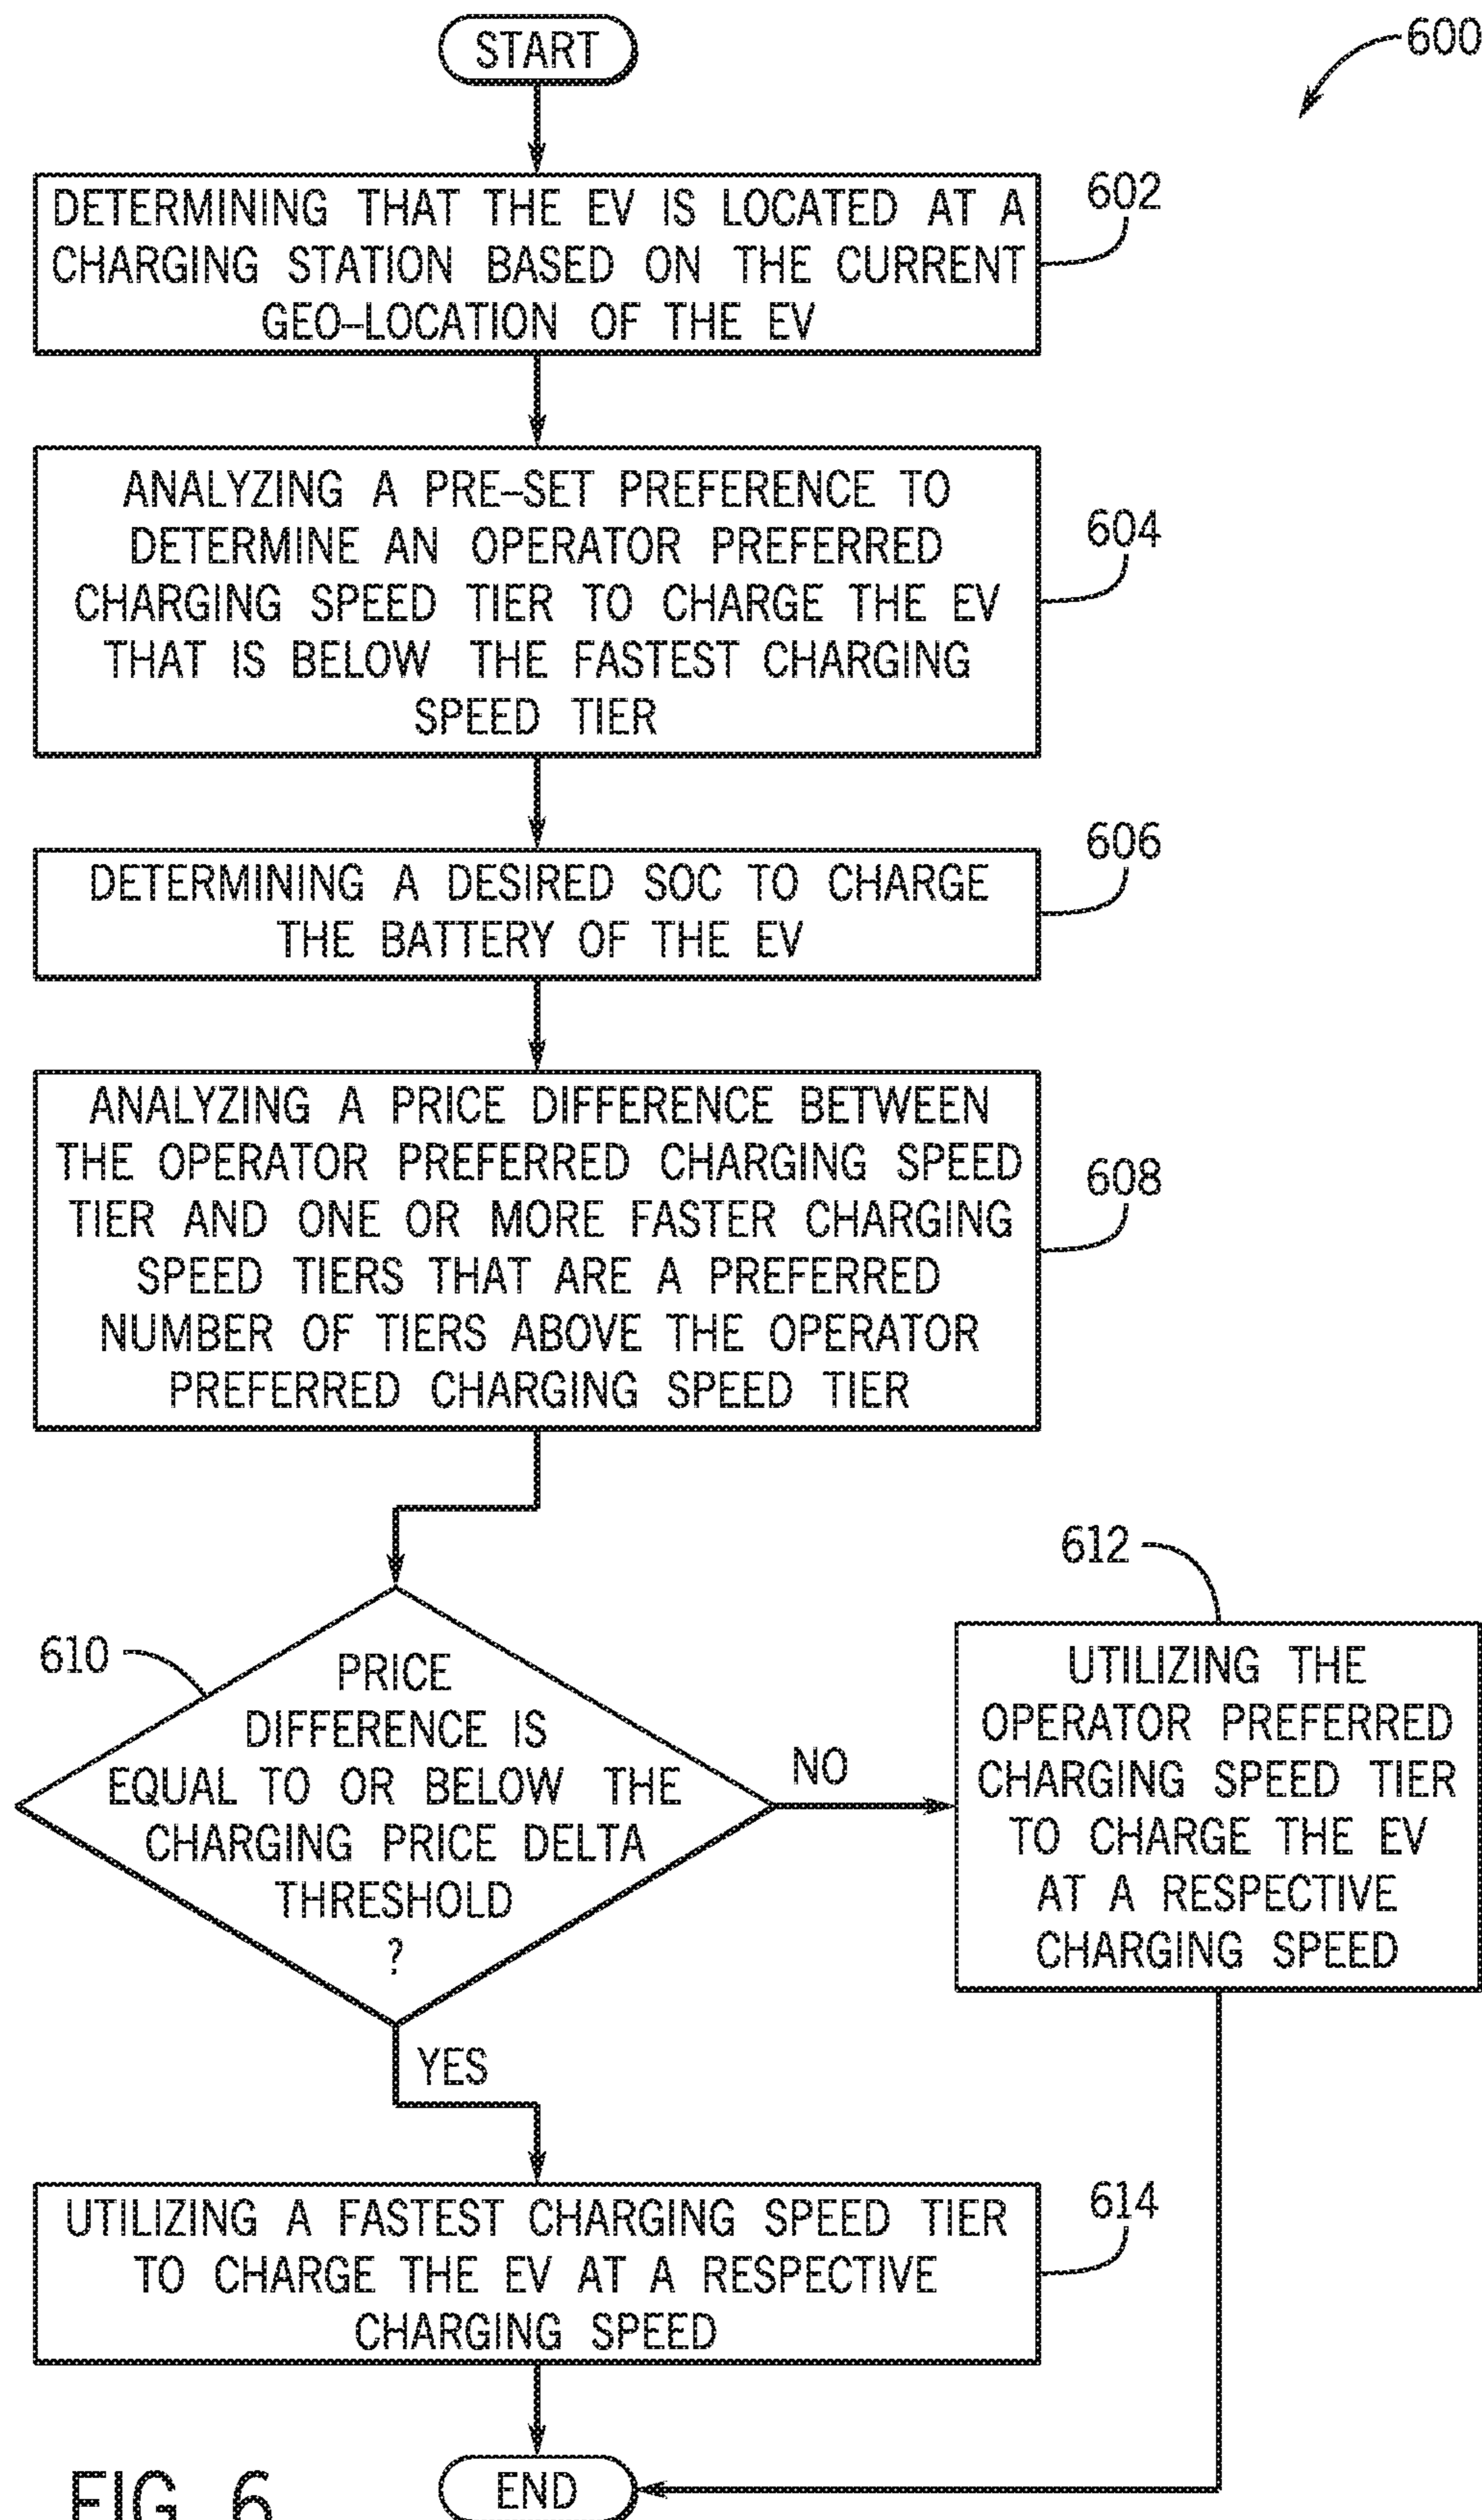 START
600
DETERMINING THAT THE EV IS LOCATED AT A
CHARGING STATION BASED ON THE CURRENT
GEO–LOCATION OF THE EV
602
ANALYZING A PRE–SET PREFERENCE TO
DETERMINE AN OPERATOR PREFERRED
CHARGING SPEED TIER TO CHARGE THE EV
THAT IS BELOW THE FASTEST CHARGING
SPEED TIER
604
DETERMINING A DESIRED SOC TO CHARGE
THE BATTERY OF THE EV
606
ANALYZING A PRICE DIFFERENCE BETWEEN
THE OPERATOR PREFERRED CHARGING SPEED
TIER AND ONE OR MORE FASTER CHARGING
SPEED TIERS THAT ARE A PREFERRED
NUMBER OF TIERS ABOVE THE OPERATOR
PREFERRED CHARGING SPEED TIER
608
610
PRICE
DIFFERENCE IS
EQUAL TO OR BELOW THE
CHARGING PRICE DELTA
THRESHOLD
?
NO
612
UTILIZING THE
OPERATOR PREFERRED
CHARGING SPEED TIER
TO CHARGE THE EV
AT A RESPECTIVE
CHARGING SPEED
YES
UTILIZING A FASTEST CHARGING SPEED TIER
TO CHARGE THE EV AT A RESPECTIVE
CHARGING SPEED
614
END
FIG. 6